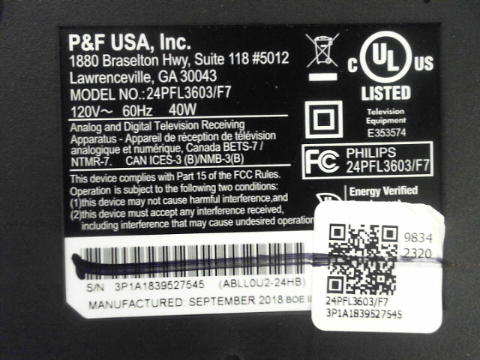 P&F USA, Inc.
1880 Braselton Hwy, Suite 118 #5012
Lawrenceville, GA 30043
MODEL NO.:24PFL3603/F7
120V~ 60Hz 40W
Analog and Digital Television Receiving
Apparatus - Appareil de réception de télévision
analogique et numérique, Canada BETS-7 /
NTMR-7. CAN ICES-3 (B)/NMB-3(B)
This device complies with Part 15 of the FCC Rules.
Operation is subject to the following two conditions:
(1)this device may not cause harmful interference,and
(2)this device must accept any interference received,
including interference that may cause undesired operation
C UL US
LISTED
Television
Equipment
E353574
FC PHILIPS
24PFL3603/F7
Energy Verified
S/N 3P1A1839527545 (ABLL0U2-24HB)
MANUFACTURED: SEPTEMBER 2018 BOE
9834
2320
24PFL3603/F7
3P1A1839527545